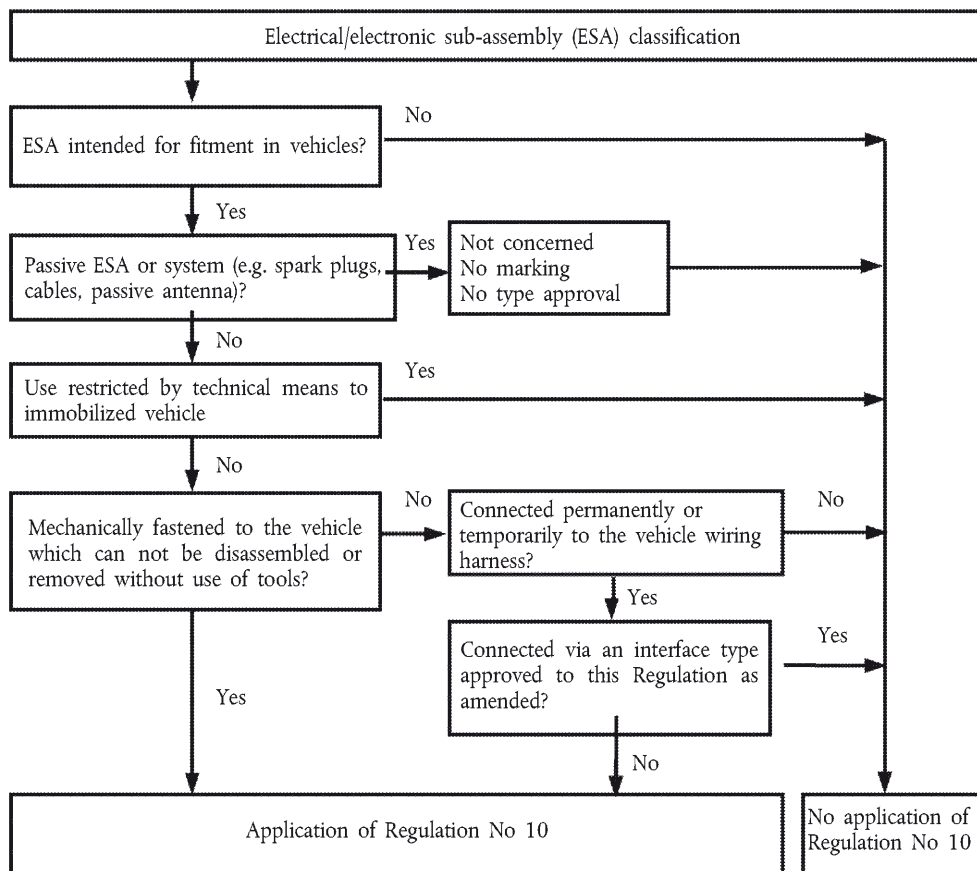 Electrical/electronic sub-assembly (ESA) classification
No
ESA intended for fitment in vehicles?
Yes
Passive ESA or system (e.g. spark plugs,
cables, passive antenna)?
Yes
Not concerned
No marking
No type approval
No
Use restricted by technical means to
immobilized vehicle
Yes
No
Mechanically fastened to the vehicle
which can not be disassembled or
removed without use of tools?
No
Connected permanently or
temporarily to the vehicle wiring
harness?
No
Yes
Connected via an interface type
approved to this Regulation as
amended?
Yes
Yes
No
Application of Regulation No 10
No application of
Regulation No 10